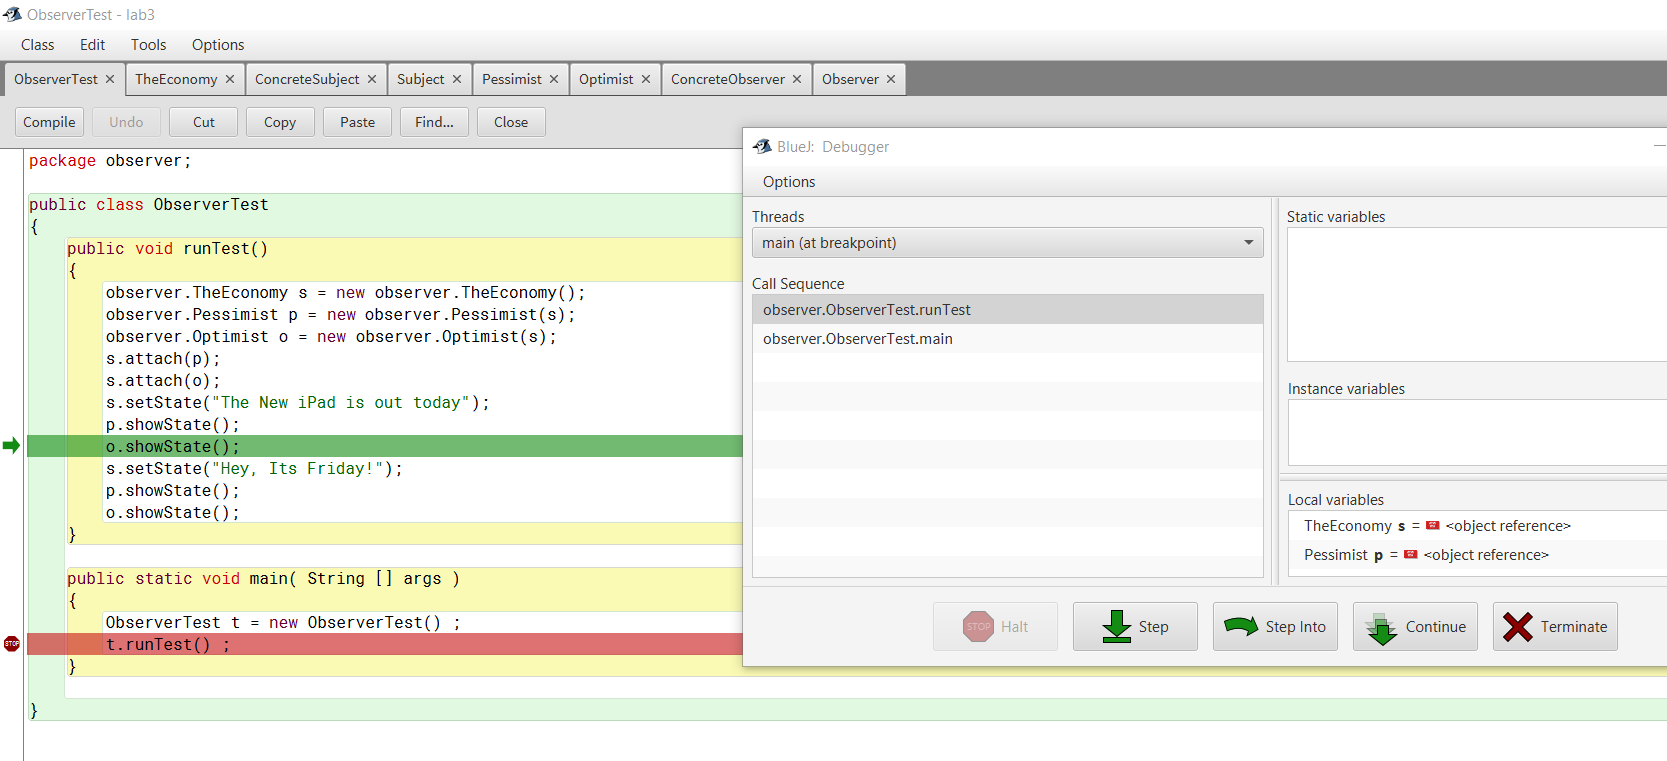 ObserverTest - lab3
Class Edit Tools Options
ObserverTest × TheEconomy × ConcreteSubject × Subject × Pessimist × Optimist × ConcreteObserver × Observer ×
Compile Undo Cut Copy Paste Find... Close
package observer;
public class ObserverTest
{
public void runTest()
{
observer.TheEconomy s = new observer.TheEconomy();
observer.Pessimist p = new observer.Pessimist(s);
observer.Optimist o = new observer.Optimist(s);
s.attach(p);
s.attach(o);
s.setState("The New iPad is out today");
p.showState();
o.showState();
s.setState("Hey, Its Friday!");
p.showState();
o.showState();
}
public static void main( String [] args )
{
ObserverTest t = new ObserverTest() ;
STOP t.runTest() ;
}
}
BlueJ: Debugger
Options
Threads
main (at breakpoint)
Call Sequence
observer.ObserverTest.runTest
observer.ObserverTest.main
Static variables
Instance variables
Local variables
TheEconomy s = <object reference>
Pessimist p = <object reference>
STOP Halt Step Step Into Continue Terminate